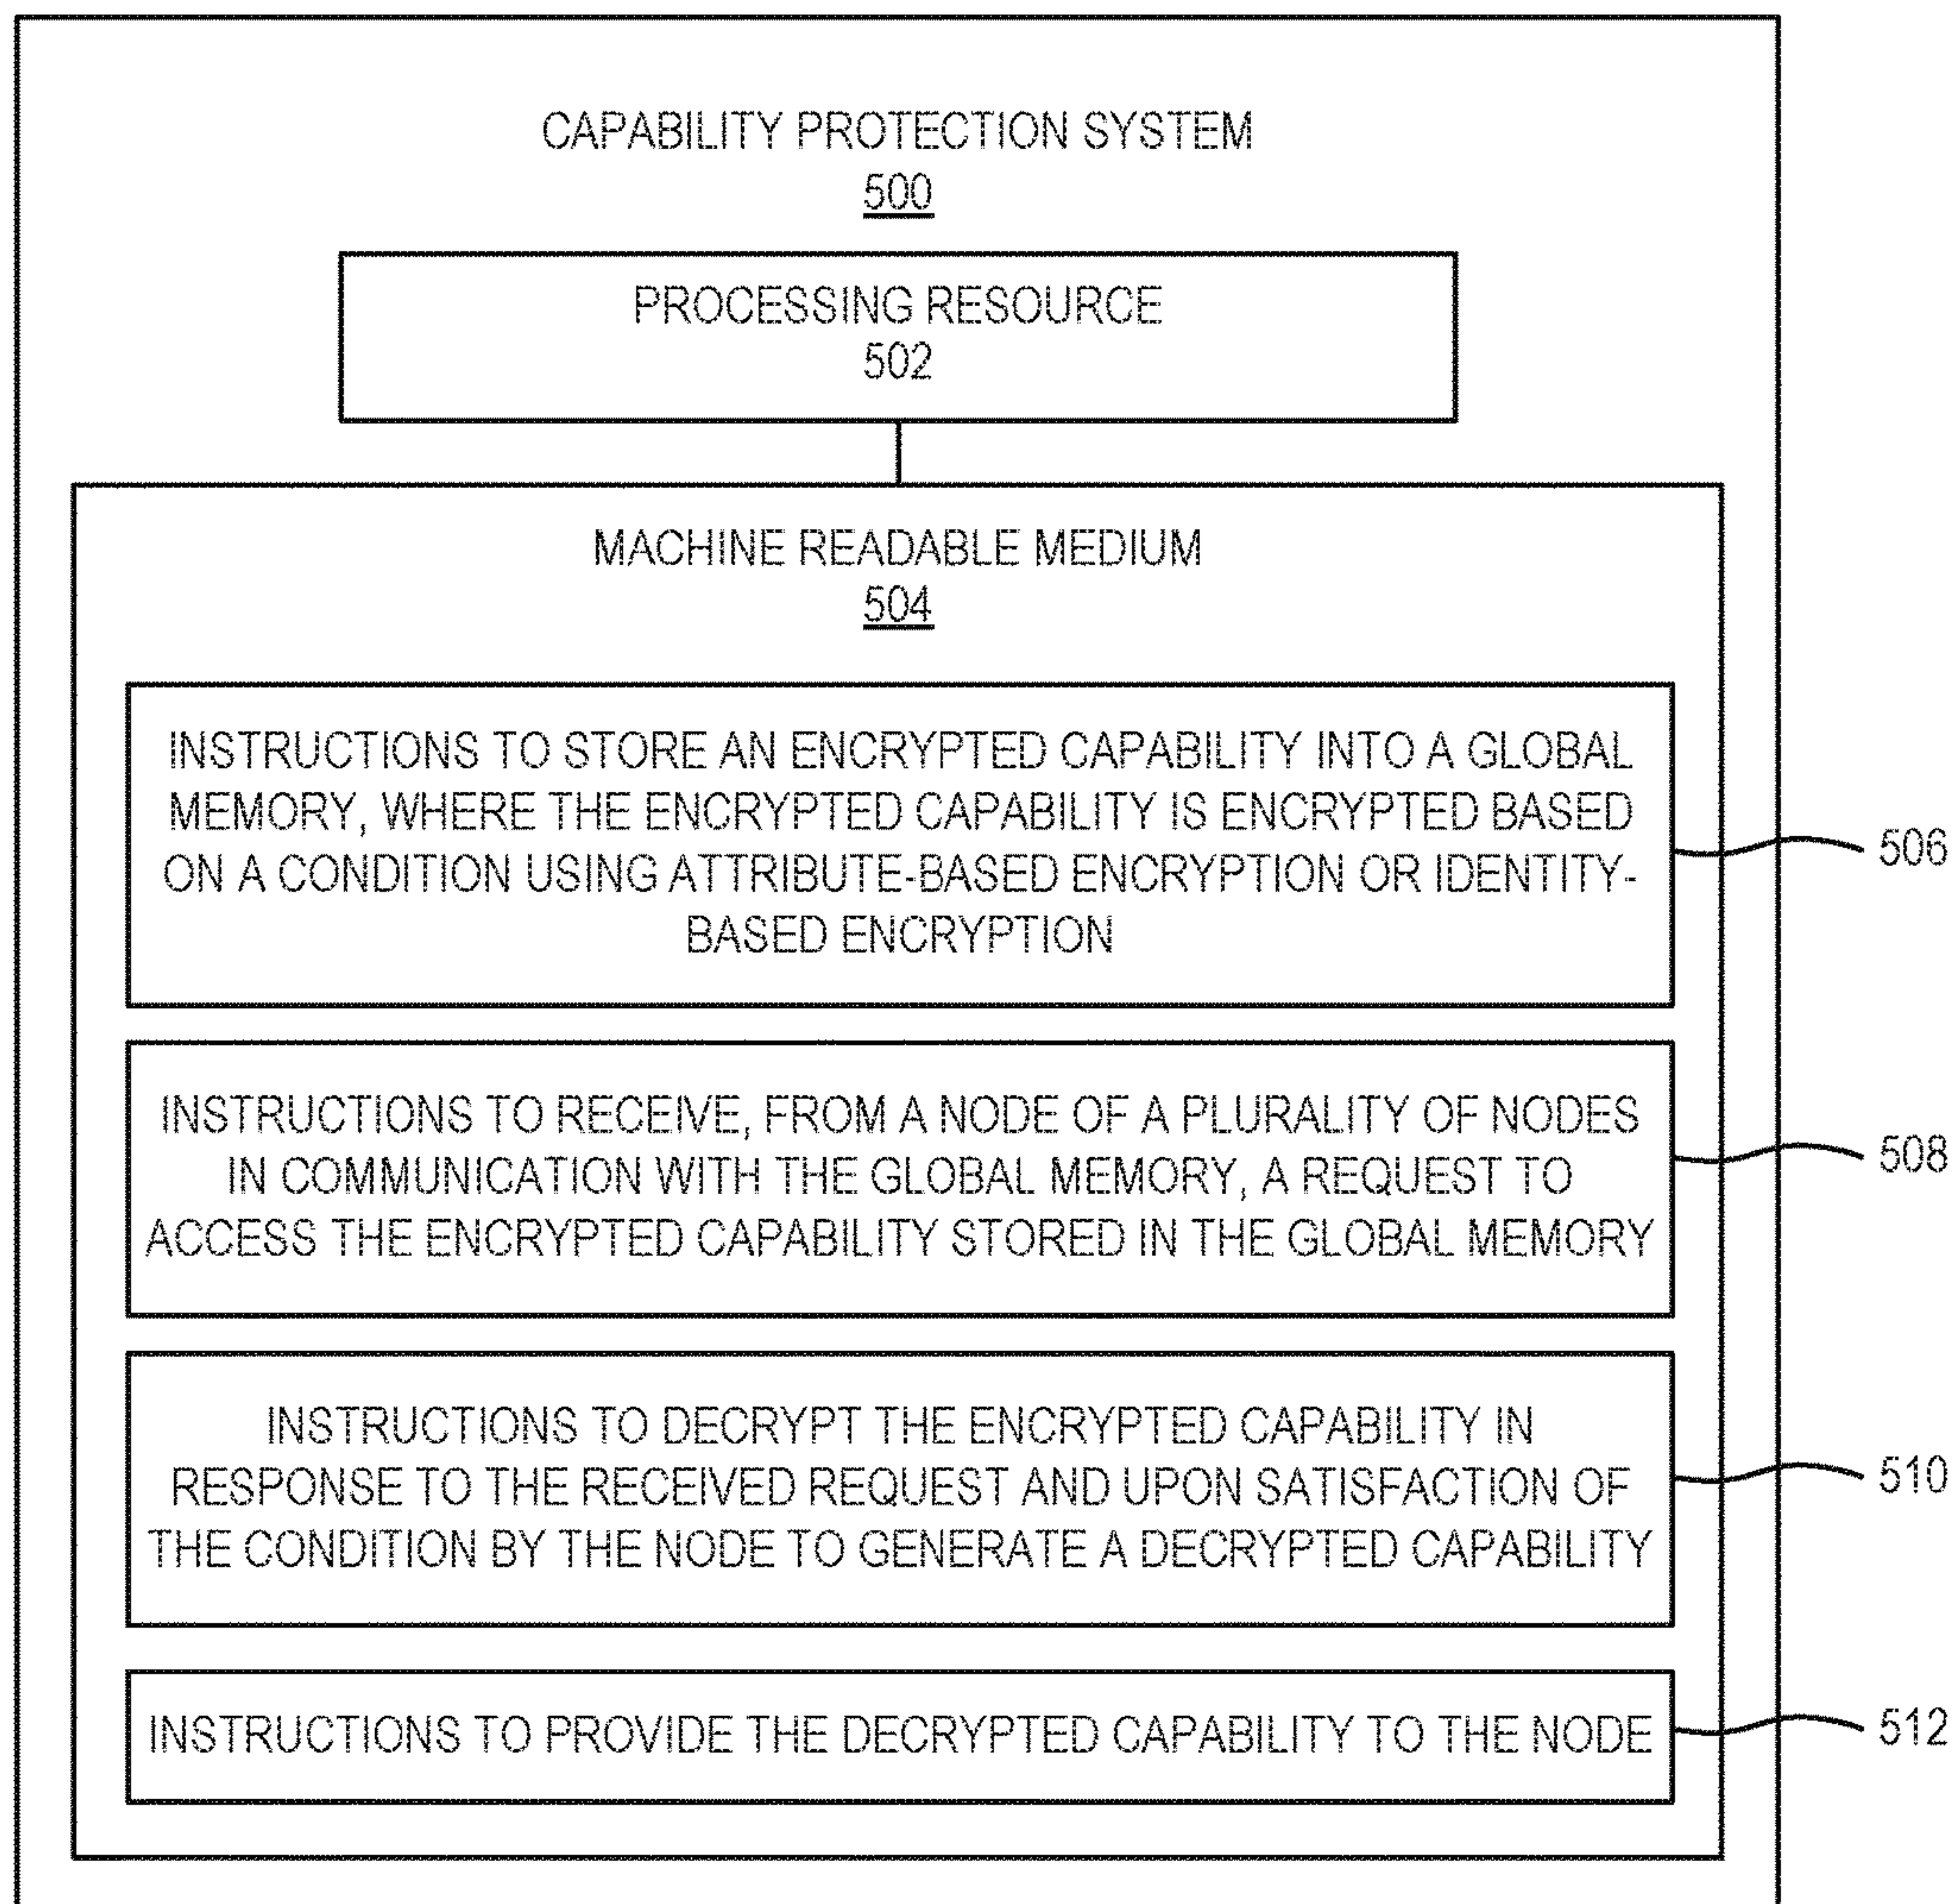 CAPABILITY PROTECTION SYSTEM
500
PROCESSING RESOURCE
502
MACHINE READABLE MEDIUM
504
INSTRUCTIONS TO STORE AN ENCRYPTED CAPABILITY INTO A GLOBAL
MEMORY, WHERE THE ENCRYPTED CAPABILITY IS ENCRYPTED BASED
ON A CONDITION USING ATTRIBUTE-BASED ENCRYPTION OR IDENTITY-
BASED ENCRYPTION
506
INSTRUCTIONS TO RECEIVE, FROM A NODE OF A PLURALITY OF NODES
IN COMMUNICATION WITH THE GLOBAL MEMORY, A REQUEST TO
ACCESS THE ENCRYPTED CAPABILITY STORED IN THE GLOBAL MEMORY
508
INSTRUCTIONS TO DECRYPT THE ENCRYPTED CAPABILITY IN
RESPONSE TO THE RECEIVED REQUEST AND UPON SATISFACTION OF
THE CONDITION BY THE NODE TO GENERATE A DECRYPTED CAPABILITY
510
INSTRUCTIONS TO PROVIDE THE DECRYPTED CAPABILITY TO THE NODE
512